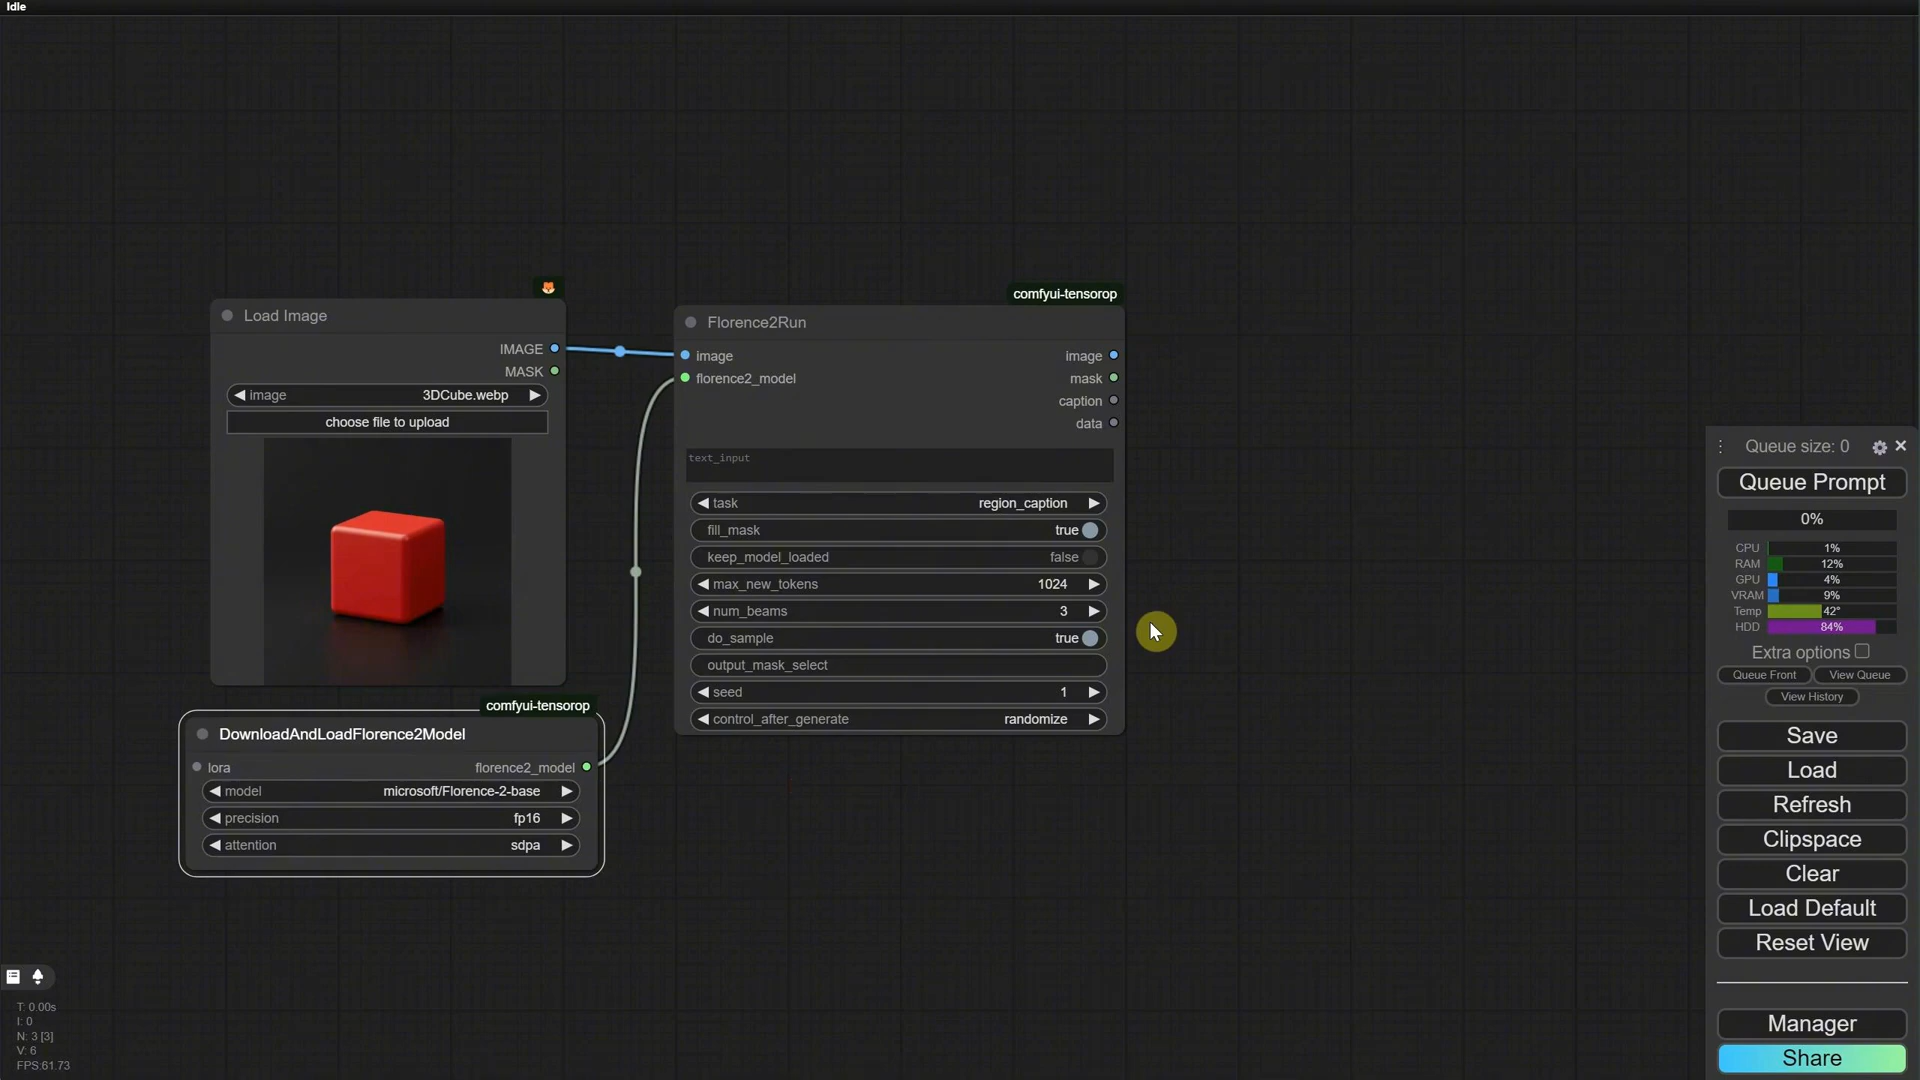 Idle
Load Image
IMAGE
MASK
image 3DCube.webp
choose file to upload
comfyui-tensorop
DownloadAndLoadFlorence2Model
lora florence2_model
model microsoft/Florence-2-base
precision fp16
attention sdpa
comfyui-tensorop
Florence2Run
image image
florence2_model mask
caption
data
text_input
task region_caption
fill_mask true
keep_model_loaded false
max_new_tokens 1024
num_beams 3
do_sample true
output_mask_select
seed 1
control_after_generate randomize
Queue size: 0
Queue Prompt
0%
CPU 1%
RAM 12%
GPU 4%
VRAM 9%
Temp 42°
HDD 84%
Extra options
Queue Front View Queue
View History
Save
Load
Refresh
Clipspace
Clear
Load Default
Reset View
Manager
Share
T: 0.00s
I: 0
N: 3 [3]
V: 6
FPS:61.73